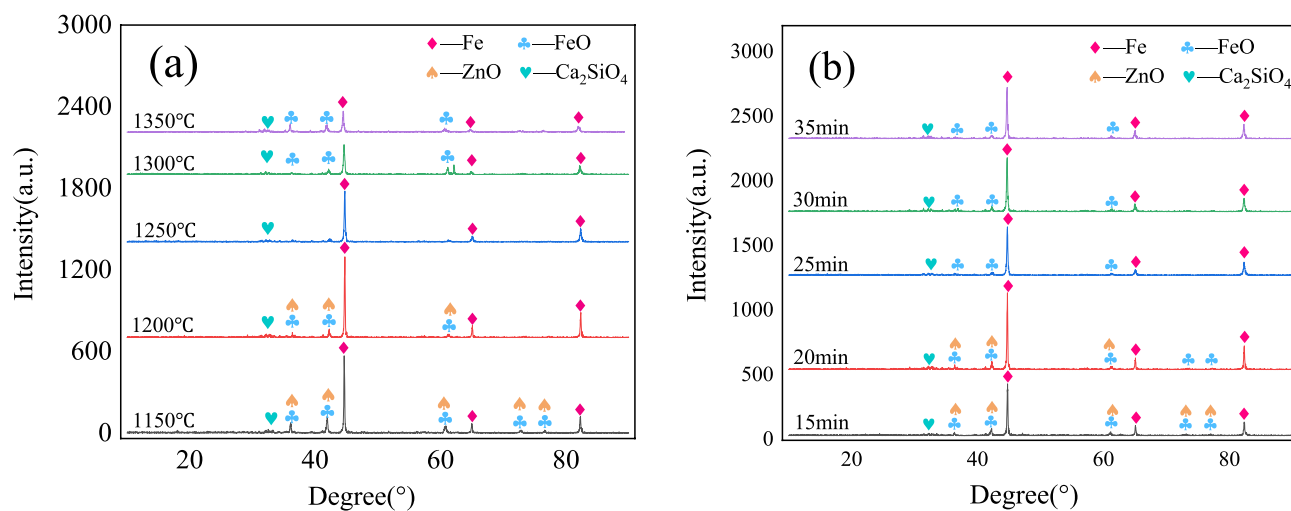 (a)
Fe
FeO
ZnO
Ca₂SiO₄
3000
2400
1800
1200
600
0
Intensity(a.u.)
1350℃
1300℃
1250℃
1200℃
1150℃
20
40
60
80
Degree(°)
(b)
Fe
FeO
ZnO
Ca₂SiO₄
3000
2500
2000
1500
1000
500
0
Intensity(a.u.)
35min
30min
25min
20min
15min
20
40
60
80
Degree(°)